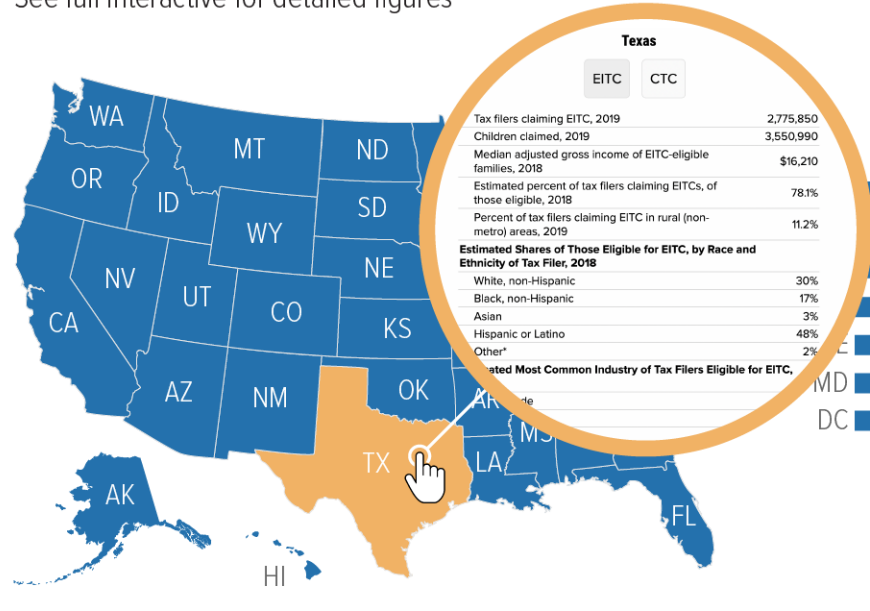 See full interactive for detailed figures
Texas
EITC CTC
Tax filers claiming EITC, 2019 2,775,850
Children claimed, 2019 3,550,990
Median adjusted gross income of EITC-eligible
families, 2018 $16,210
Estimated percent of tax filers claiming EITCs, of
those eligible, 2018 78.1%
Percent of tax filers claiming EITC in rural (non-
metro) areas, 2019 11.2%
Estimated Shares of Those Eligible for EITC, by Race and
Ethnicity of Tax Filer, 2018
White, non-Hispanic 30%
Black, non-Hispanic 17%
Asian 3%
Hispanic or Latino 48%
Other* 2%
Most Common Industry of Tax Filers Eligible for EITC,
WA
MT
ND
OR
ID
SD
WY
NE
NV
UT
CO
CA
KS
AZ
NM
OK
AR
MS
TX
LA
AK
FL
HI
MD
DC